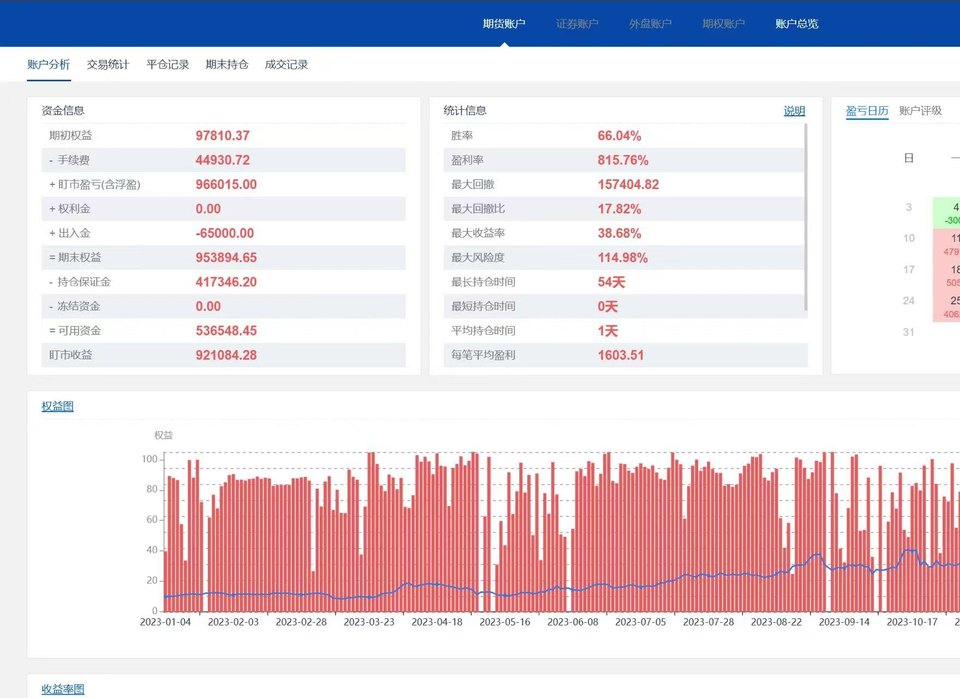 期货账户 证券账户 外盘账户 期权账户 账户总览
账户分析 交易统计 平仓记录 期末持仓 成交记录
资金信息
期初权益 97810.37
- 手续费 44930.72
+ 盯市盈亏(含浮盈) 966015.00
+ 权利金 0.00
+ 出入金 -65000.00
= 期末权益 953894.65
- 持仓保证金 417346.20
- 冻结资金 0.00
= 可用资金 536548.45
盯市收益 921084.28
统计信息 说明
胜率 66.04%
盈利率 815.76%
最大回撤 157404.82
最大回撤比 17.82%
最大收益率 38.68%
最大风险度 114.98%
最长持仓时间 54天
最短持仓时间 0天
平均持仓时间 1天
每笔平均盈利 1603.51
盈亏日历 账户评级
日 一
3 4
-300
10 11
479
17 18
505
24 25
406
31
权益图
权益
100
80
60
40
20
0
2023-01-04 2023-02-03 2023-02-28 2023-03-23 2023-04-18 2023-05-16 2023-06-08 2023-07-05 2023-07-28 2023-08-22 2023-09-14 2023-10-17 2
收益率图